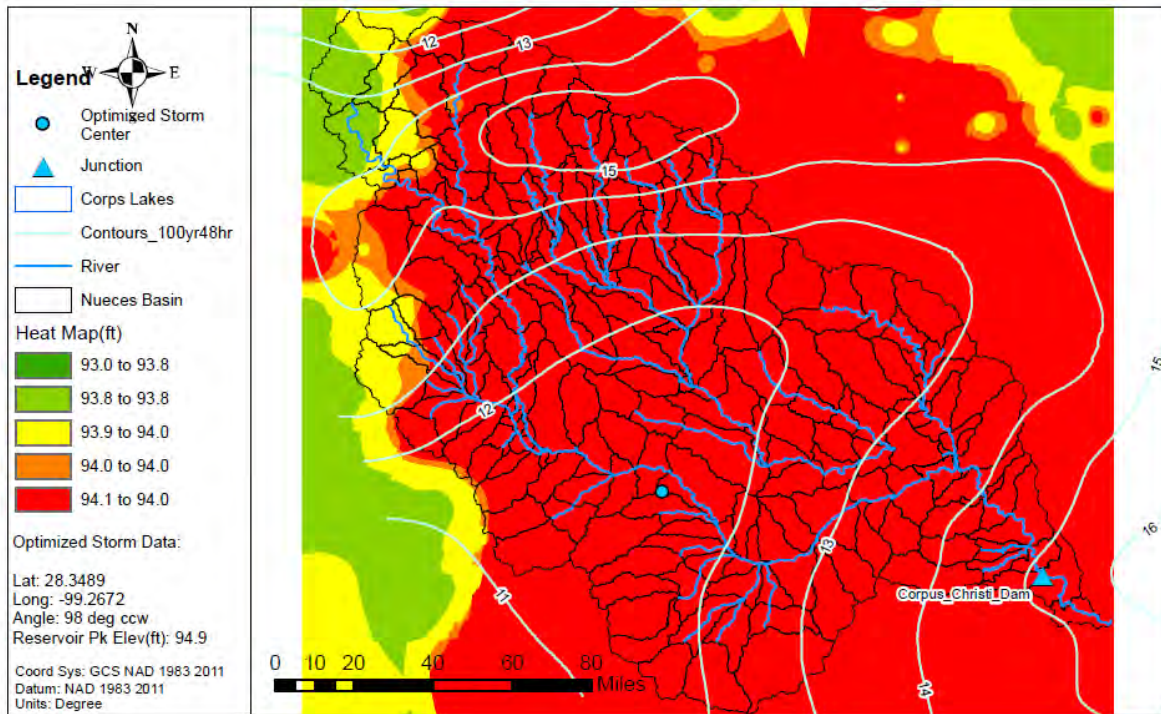 N
W
E
S
Legend
Optimized Storm
Center
Junction
Corps Lakes
Contours_100yr48hr
River
Nueces Basin
Heat Map(ft)
93.0 to 93.8
93.8 to 93.8
93.9 to 94.0
94.0 to 94.0
94.1 to 94.0
Optimized Storm Data:
Lat: 28.3489
Long: -99.2672
Angle: 98 deg ccw
Reservoir Pk Elev(ft): 94.9
Coord Sys: GCS NAD 1983 2011
Datum: NAD 1983 2011
Units: Degree
12
13
15
12
15
16
13
11
14
Corpus_Christi_Dam
0 10 20 40 60 80
Miles